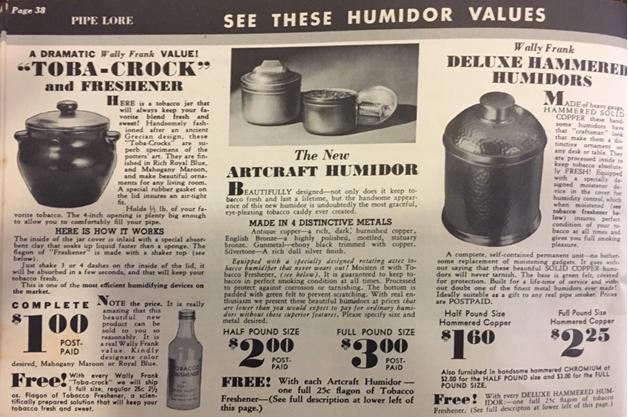 Page 38
PIPE LORE
SEE THESE HUMIDOR VALUES
A DRAMATIC Wally Frank VALUE!
"TOBA-CROCK"
and FRESHENER
HERE is a tobacco jar that
will always keep your fa-
vorite blend fresh and
sweet! Handsomely fash-
ioned after an ancient
Grecian design, these
"Toba-Crocks" are su-
perb specimens of the
potters' art. They are fin-
ished in Rich Royal Blue,
and Mahogany Maroon,
and make beautiful orna-
ments for any living room.
A special rubber gasket on
the lid insures an air-tight
fit.
Holds ½ lb. of your fa-
vorite tobacco. The 4-inch opening is plenty big enough
to allow you to comfortably fill your pipe.
HERE IS HOW IT WORKS
The inside of the jar cover is inlaid with a special absor-
bent clay that soaks up liquid faster than a sponge. The
flagon of "Freshener" is made with a shaker top (see
below).
Just shake 3 or 4 dashes on the inside of the lid, it
will be absorbed in a few seconds, and that will keep your
tobacco fresh.
This is one of the most efficient humidifying devices on
the market.
COMPLETE
$1 00
POST-
PAID
NOTE the price. It is really
amazing that this
beautiful new
product can be
sold to you so
reasonably. It is
a real Wally Frank
value. Kindly
designate color
desired, Mahogany Maroon or Royal Blue.
Free! With every Wally Frank
"Toba-crock" we will ship
1 full size, regular 25c 2½
oz. Flagon of Tobacco Freshener, a scien-
tifically prepared solution that will keep your
tobacco fresh and sweet.
TOBACCO
FRESHENER
The New
ARTCRAFT HUMIDOR
BEAUTIFULLY designed—not only does it keep to-
bacco fresh and last a lifetime, but the handsome appear-
ance of this new humidor is undoubtedly the most graceful,
eye-pleasing tobacco caddy ever created.
MADE IN 4 DISTINCTIVE METALS
Antique copper—a rich, dark, burnished copper,
English Bronze—a highly polished, mottled, statuary
bronze. Gunmetal—ebony black trimmed with copper.
Silvertone—A rich dull silver finish.
Equipped with a specially designed rotating asec to-
bacco humidifier that never wears out! Moisten it with To-
bacco Freshener, (see below). It is guaranteed to keep to-
bacco in perfect smoking condition at all times. Processed
to protect against corrosion or tarnishing. The bottom is
padded with green felt to prevent scratching. With real en-
thusiasm we present these beautiful humidors at prices that
are lower than you would expect to pay for ordinary humi-
dors without these superior features. Please specify size and
metal desired.
HALF POUND SIZE
$2 00
POST-
PAID
FULL POUND SIZE
$3 00
POST-
PAID
FREE! With each Artcraft Humidor —
one full 25c flagon of Tobacco
Freshener—(See full description at lower left of
this page.)
Wally Frank
DELUXE HAMMERED
HUMIDORS
MADE of heavy gauge,
HAMMERED SOLID
COPPER these hand-
some humidors have
that "craftsman" look
that make them a dis-
tinctive ornament on
any desk or table. They
are processed inside to
keep tobacco absolute-
ly FRESH! Equipped
with a specially de-
signed moistener de-
vice in the cover for
humidity control, which
when moistened (see
tobacco freshener be-
low) insures perfect
condition of your to-
bacco at all times and
gives you full smoking
pleasure.
A complete, self-contained permanent unit—no bother-
some replacement of moistening gadgets. It goes with-
out saying that these beautiful SOLID COPPER humi-
dors will never tarnish. The base is green felt, covered
for protection. Built for a life-time of service and with-
out doubt one of the finest metal humidors ever made.
Ideally suitable as a gift to any real pipe smoker. Prices
are POSTPAID.
Half Pound Size
Hammered Copper
$1 60
Full Pound Size
Hammered Copper
$2 25
Also furnished in hammered CHROMIUM at
$2.00 for the HALF POUND SIZE and $3.00 for the FULL
POUND SIZE.
FREE! With every DELUXE HAMMERED HUM-
IDOR—one full 25c flagon of tobacco
Freshener. (See full description at lower left of this page.)